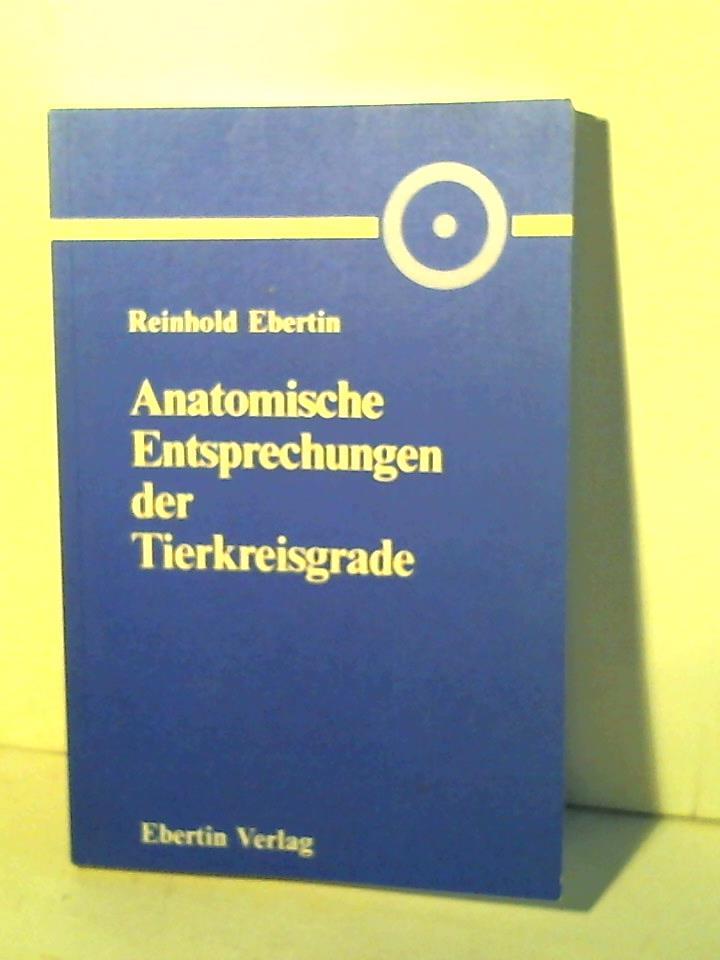 Reinhold Ebertin
Anatomische
Entsprechungen
der
Tierkreisgrade
Ebertin Verlag